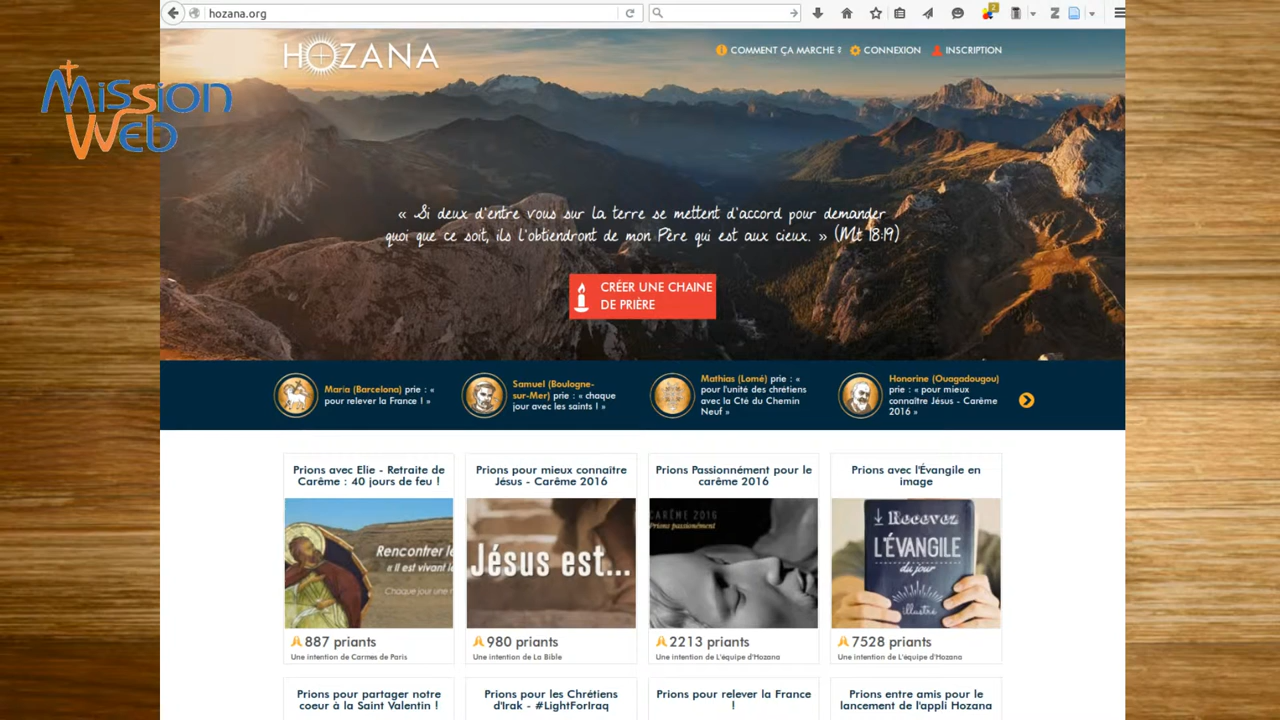 hozana.org
HOZANA
COMMENT ÇA MARCHE ?
CONNEXION
INSCRIPTION
Mission
Web
« Si deux d'entre vous sur la terre se mettent d'accord pour demander
quoi que ce soit, ils l'obtiendront de mon Père qui est aux cieux. » (Mt 18:19)
CRÉER UNE CHAINE
DE PRIÈRE
Maria (Barcelona) prie : «
pour relever la France ! »
Samuel (Boulogne-
sur-Mer) prie : « chaque
jour avec les saints ! »
Mathias (Lomé) prie : «
pour l'unité des chrétiens
avec la Cté du Chemin
Neuf »
Honorine (Ouagadougou)
prie : « pour mieux
connaître Jésus - Carême
2016 »
Prions avec Elie - Retraite de
Carême : 40 jours de feu !
Rencontrer le
« Il est vivant l
Chaque jour une r
887 priants
Une intention de Carmes de Paris
Prions pour mieux connaître
Jésus - Carême 2016
Jésus est...
980 priants
Une intention de La Bible
Prions Passionnément pour le
carême 2016
CARÊME 2016
Prions passionément
2213 priants
Une intention de L'équipe d'Hozana
Prions avec l'Évangile en
image
Recevez
L'ÉVANGILE
du jour
illustré
7528 priants
Une intention de L'équipe d'Hozana
Prions pour partager notre
coeur à la Saint Valentin !
Prions pour les Chrétiens
d'Irak - #LightForIraq
Prions pour relever la France
!
Prions entre amis pour le
lancement de l'appli Hozana